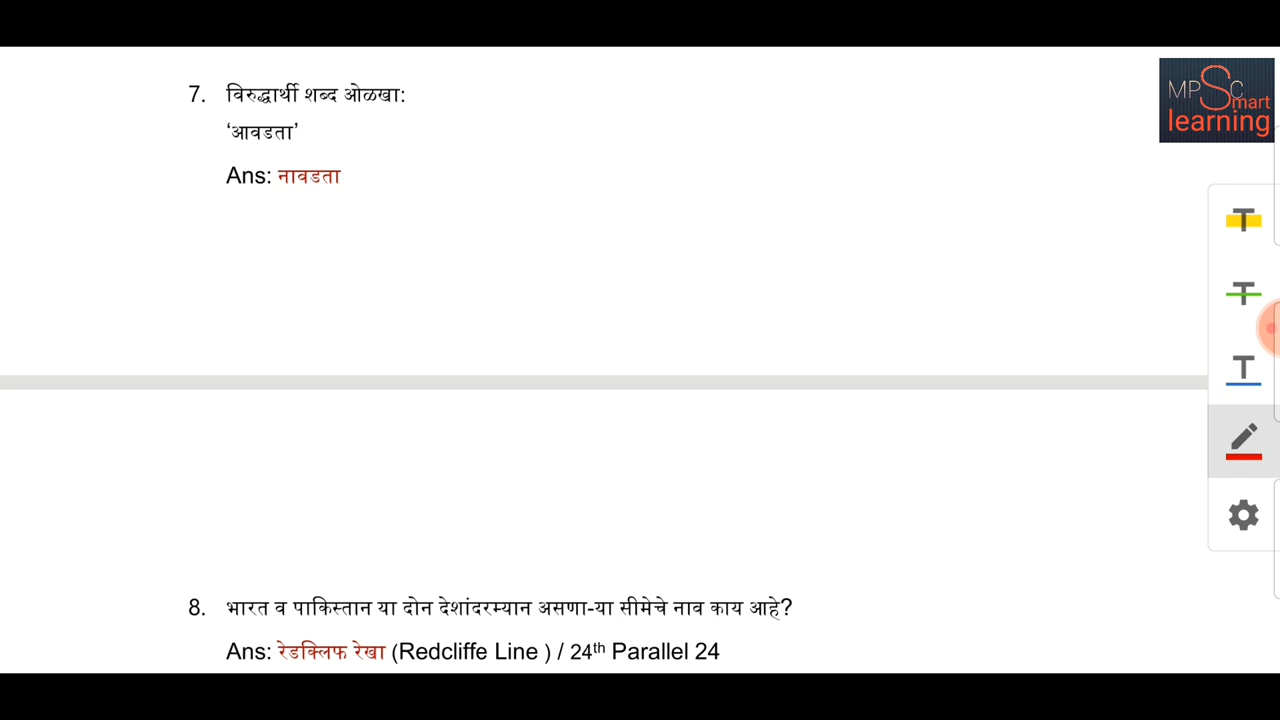 7. विरुद्धार्थी शब्द ओळखा:
‘आवडता’
Ans: नावडता
8. भारत व पाकिस्तान या दोन देशांदरम्यान असणा-या सीमेचे नाव काय आहे?
Ans: रेडक्लिफ रेखा (Redcliffe Line ) / 24th Parallel 24
MPSC
Smart
learning
T
T
T